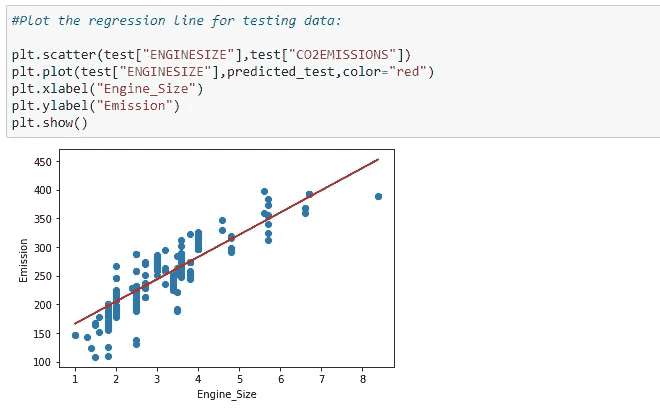 #Plot the regression line for testing data:
plt.scatter(test["ENGINESIZE"],test["CO2EMISSIONS"])
plt.plot(test["ENGINESIZE"],predicted_test,color="red")
plt.xlabel("Engine_Size")
plt.ylabel("Emission")
plt.show()
450
400
350
300
250
200
150
100
Emission
1 2 3 4 5 6 7 8
Engine_Size